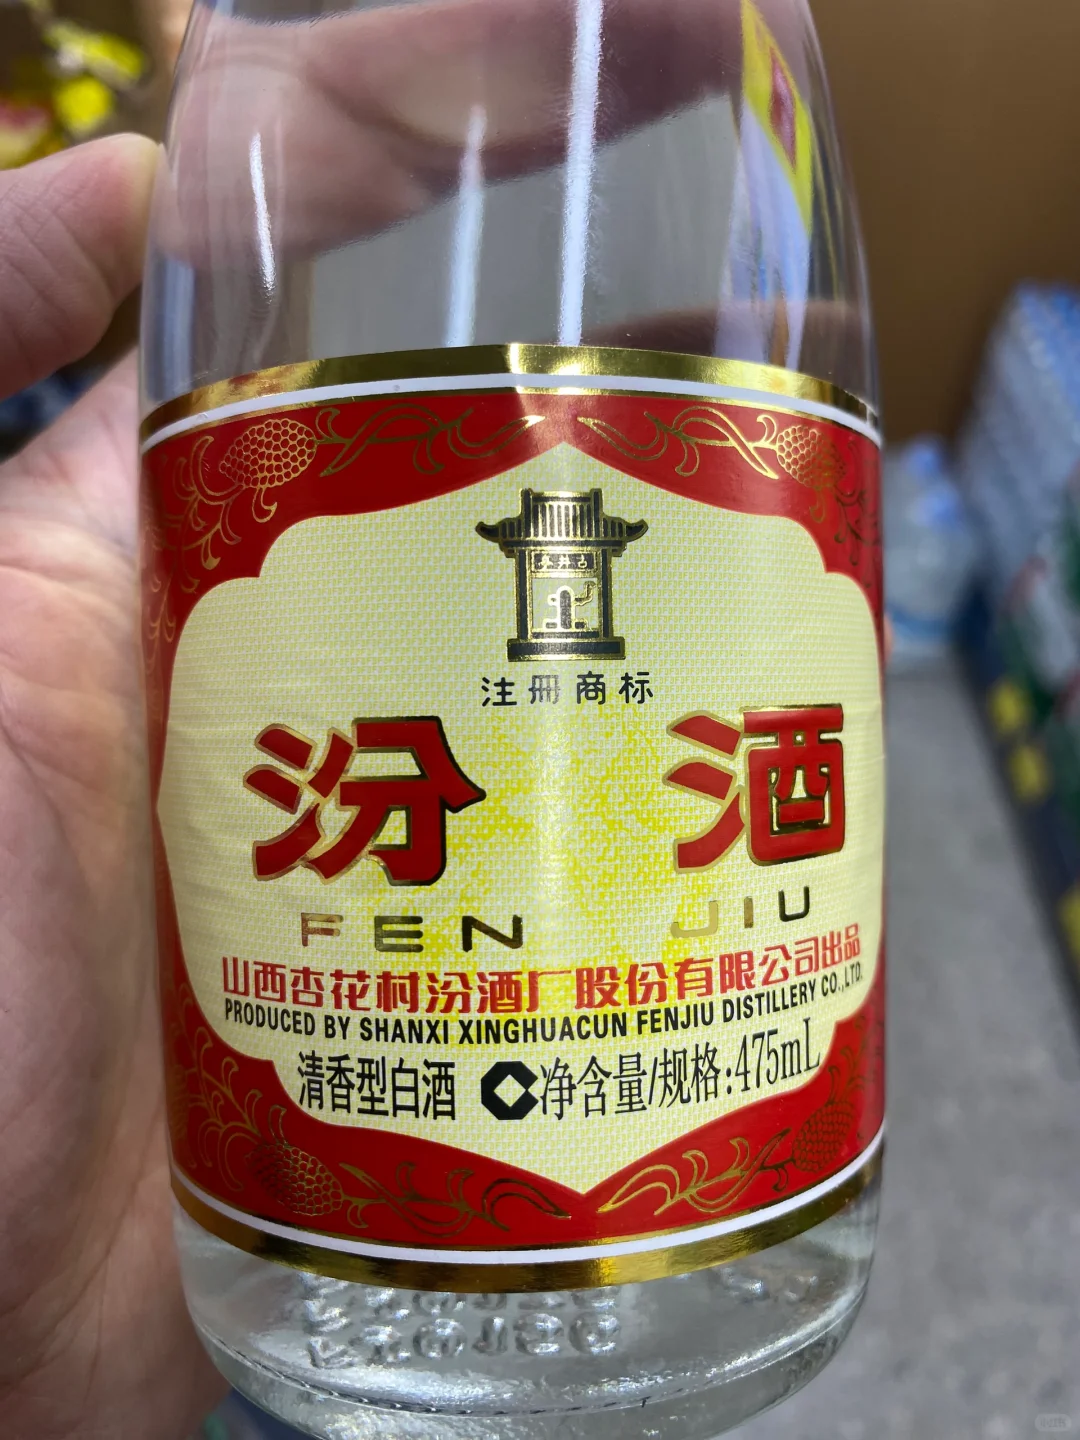 注册商标
汾酒
FEN JIU
山西杏花村汾酒厂股份有限公司出品
PRODUCED BY SHANXI XINGHUACUN FENJIU DISTILLERY CO.,LTD.
清香型白酒 净含量/规格:475mL